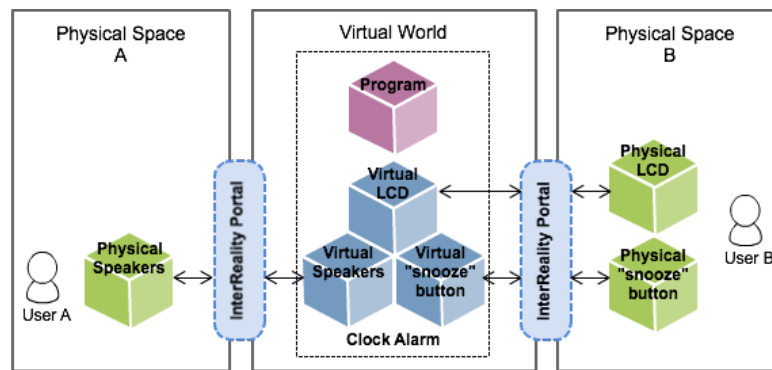 Physical Space
A
Virtual World
Physical Space
B
Program
Virtual
LCD
Physical
LCD
InterReality Portal
InterReality Portal
Physical
Speakers
Virtual
Speakers
Virtual
"snooze"
button
Physical
"snooze"
button
User A
User B
Clock Alarm